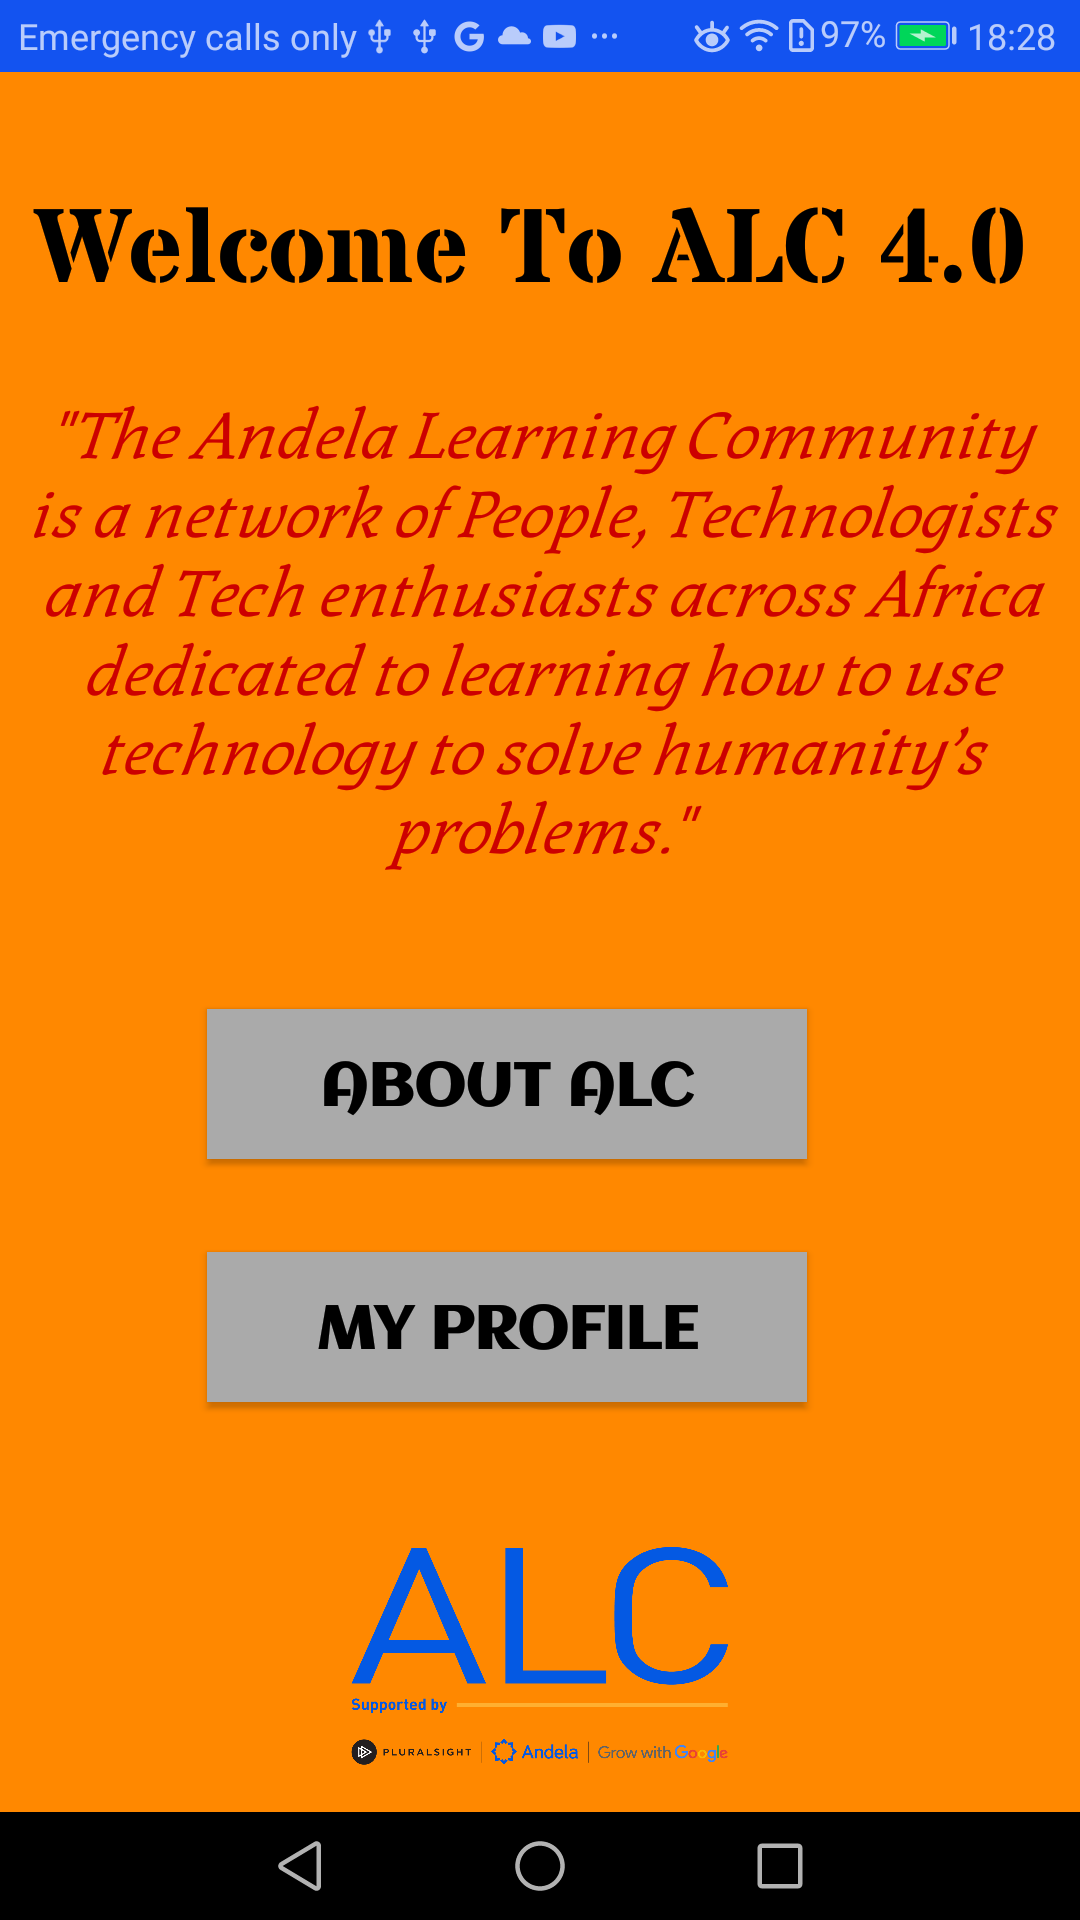 Emergency calls only 97% 18:28
Welcome To ALC 4.0
"The Andela Learning Community
is a network of People, Technologists
and Tech enthusiasts across Africa
dedicated to learning how to use
technology to solve humanity’s
problems."
ABOUT ALC
MY PROFILE
ALC
Supported by
PLURALSIGHT Andela Grow with Google